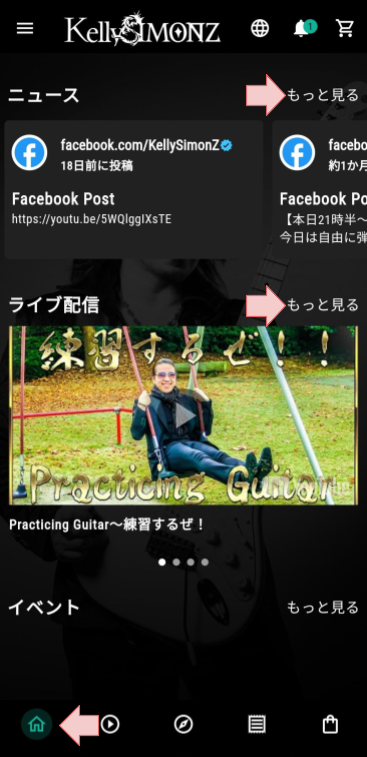 Kelly SIMONZ
1
ニュース
もっと見る
facebook.com/KellySimonZ
18日前に投稿
Facebook Post
https://youtu.be/5WQlggIXsTE
facebo
約1か月
Facebook Po
【本日21時半〜
今日は自由に弾
ライブ配信
もっと見る
練習するぜ！！
Practicing Guitar
Practicing Guitar〜練習するぜ！
イベント
もっと見る